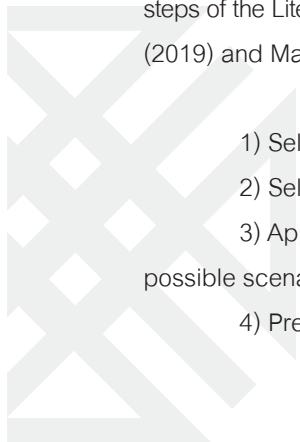 steps of the Lite
(2019) and Ma
1) Sel
2) Sel
3) Ap
possible scena
4) Pre